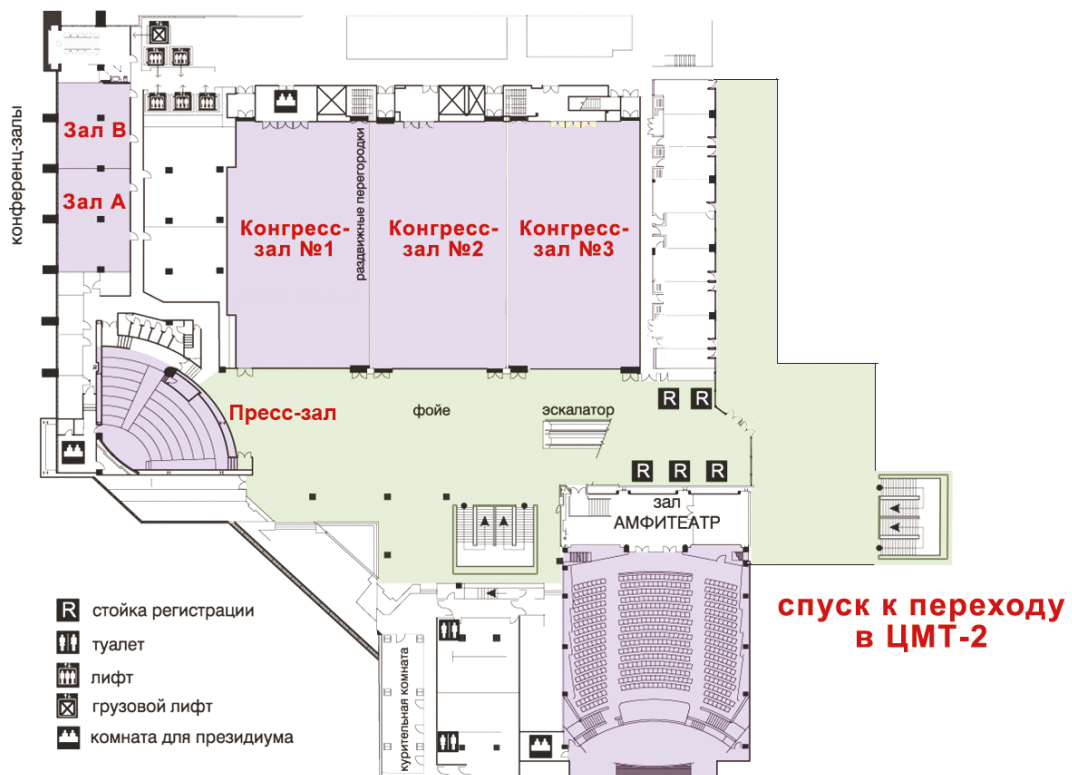 конференц-залы
Зал В
Зал А
Конгресс-
зал №1
раздвижные перегородки
Конгресс-
зал №2
Конгресс-
зал №3
Пресс-зал
фойе
эскалатор
R
R
R
R
R
зал
АМФИТЕАТР
спуск к переходу
в ЦМТ-2
R стойка регистрации
туалет
лифт
грузовой лифт
комната для президиума
курительная комната